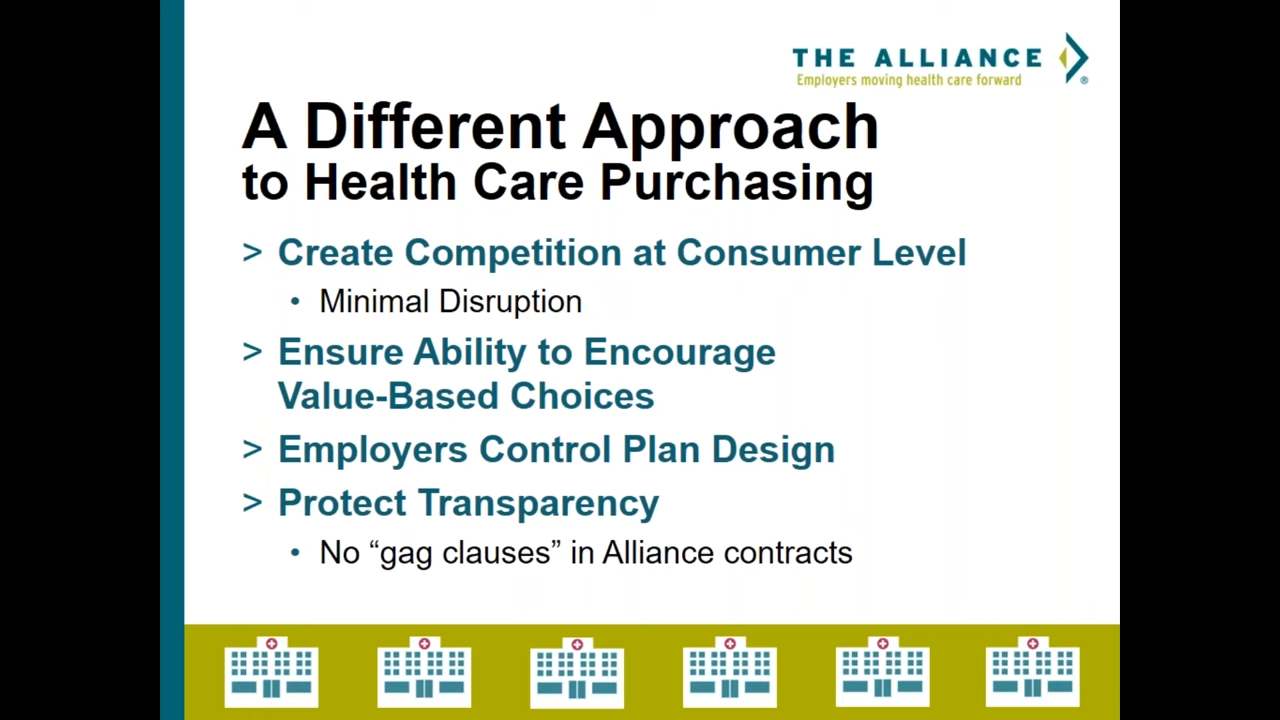 THE ALLIANCE
Employers moving health care forward
®
A Different Approach
to Health Care Purchasing
> Create Competition at Consumer Level
• Minimal Disruption
> Ensure Ability to Encourage
Value-Based Choices
> Employers Control Plan Design
> Protect Transparency
• No “gag clauses” in Alliance contracts